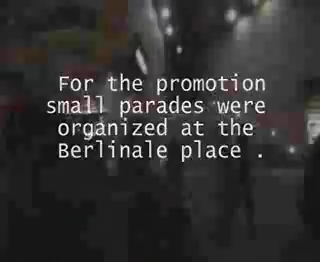 For the promotion
small parades were
organized at the
Berlinale place .